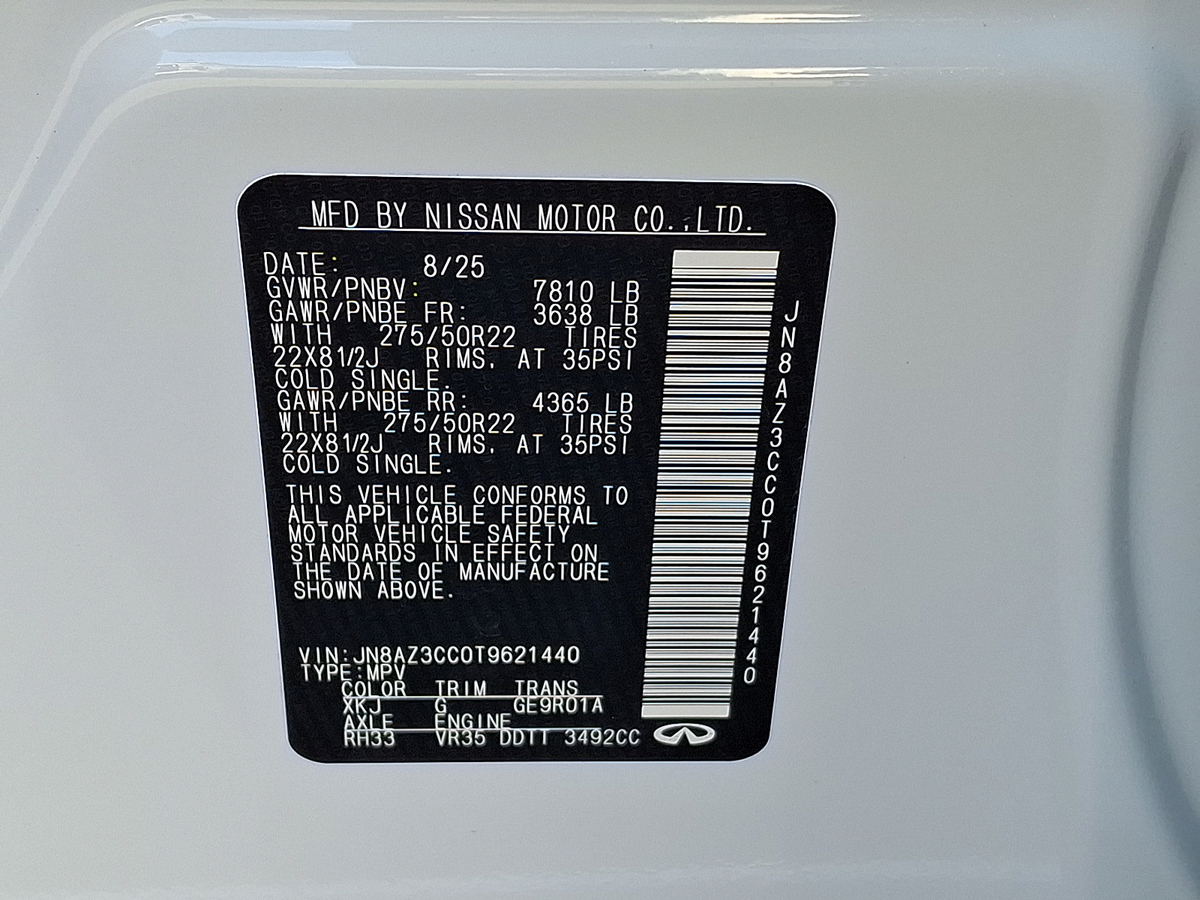 MFD BY NISSAN MOTOR CO.,LTD.
DATE: 8/25
GVWR/PNBV: 7810 LB
GAWR/PNBE FR: 3638 LB
WITH 275/50R22 TIRES
22X81/2J RIMS, AT 35PSI
COLD SINGLE.
GAWR/PNBE RR: 4365 LB
WITH 275/50R22 TIRES
22X81/2J RIMS, AT 35PSI
COLD SINGLE.
THIS VEHICLE CONFORMS TO
ALL APPLICABLE FEDERAL
MOTOR VEHICLE SAFETY
STANDARDS IN EFFECT ON
THE DATE OF MANUFACTURE
SHOWN ABOVE.
VIN:JN8AZ3CC0T9621440
TYPE:MPV
COLOR TRIM TRANS
XKJ G GE9R01A
AXLE ENGINE
RH33 VR35 DDTT 3492CC
JN8AZ3CC0T9621440